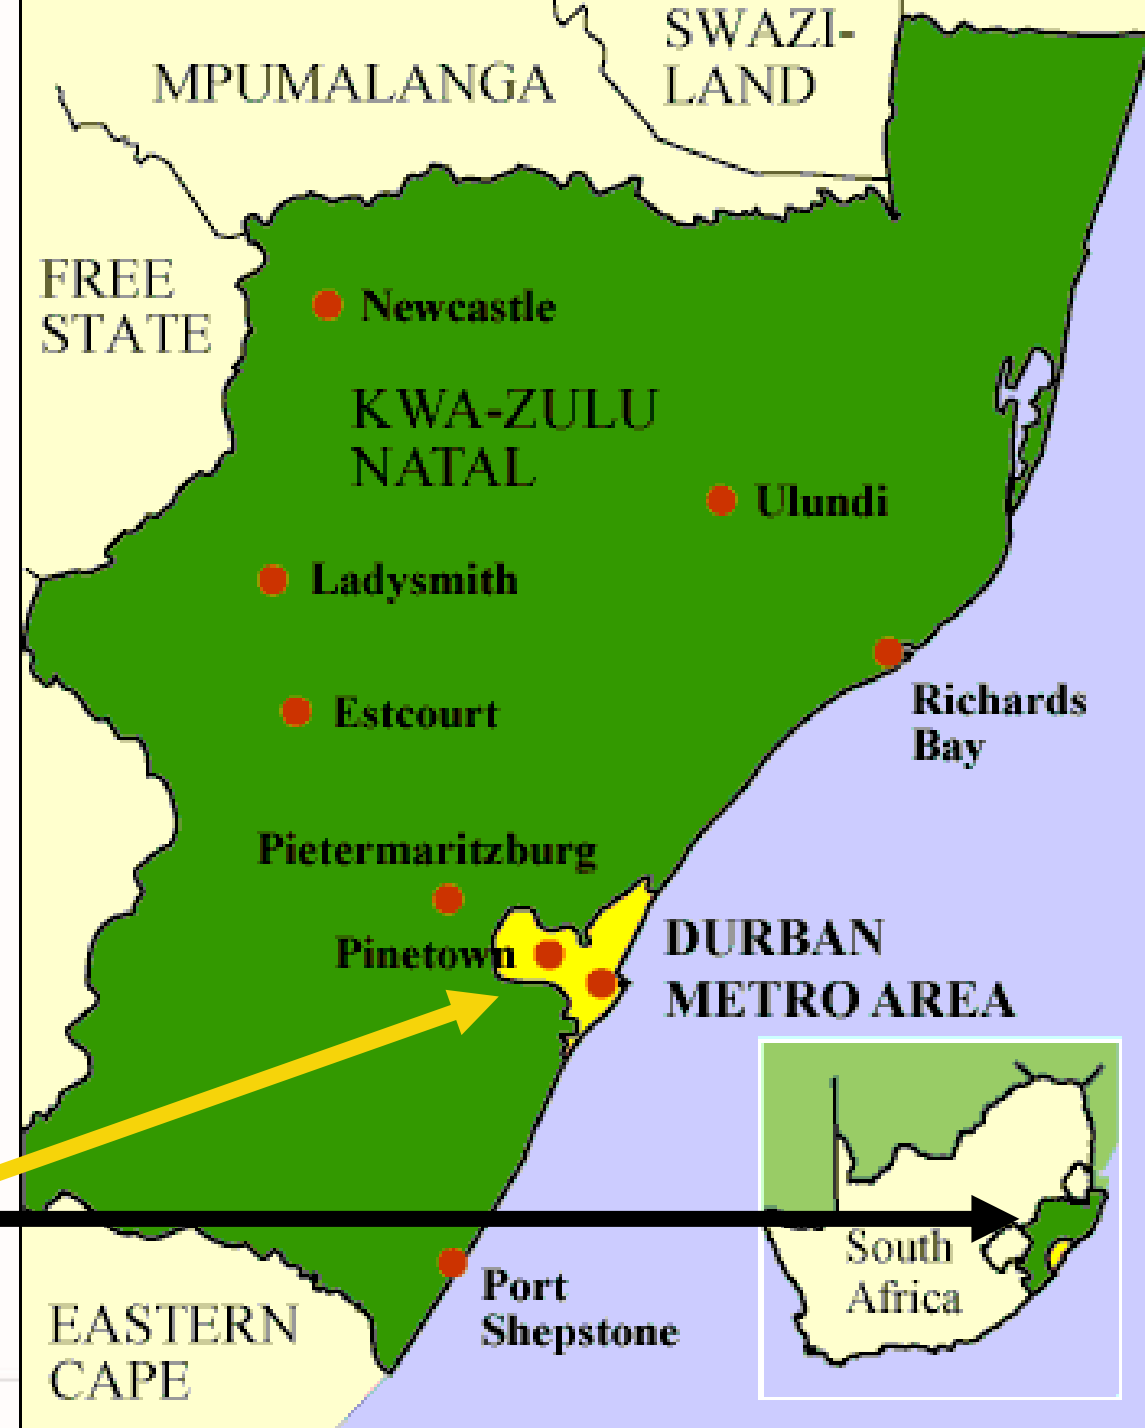 SWAZI-
LAND
MPUMALANGA
FREE
STATE
Newcastle
KWA-ZULU
NATAL
Ulundi
Ladysmith
Richards
Bay
Estcourt
Pietermaritzburg
Pinetown
DURBAN
METRO AREA
South
Africa
Port
Shepstone
EASTERN
CAPE